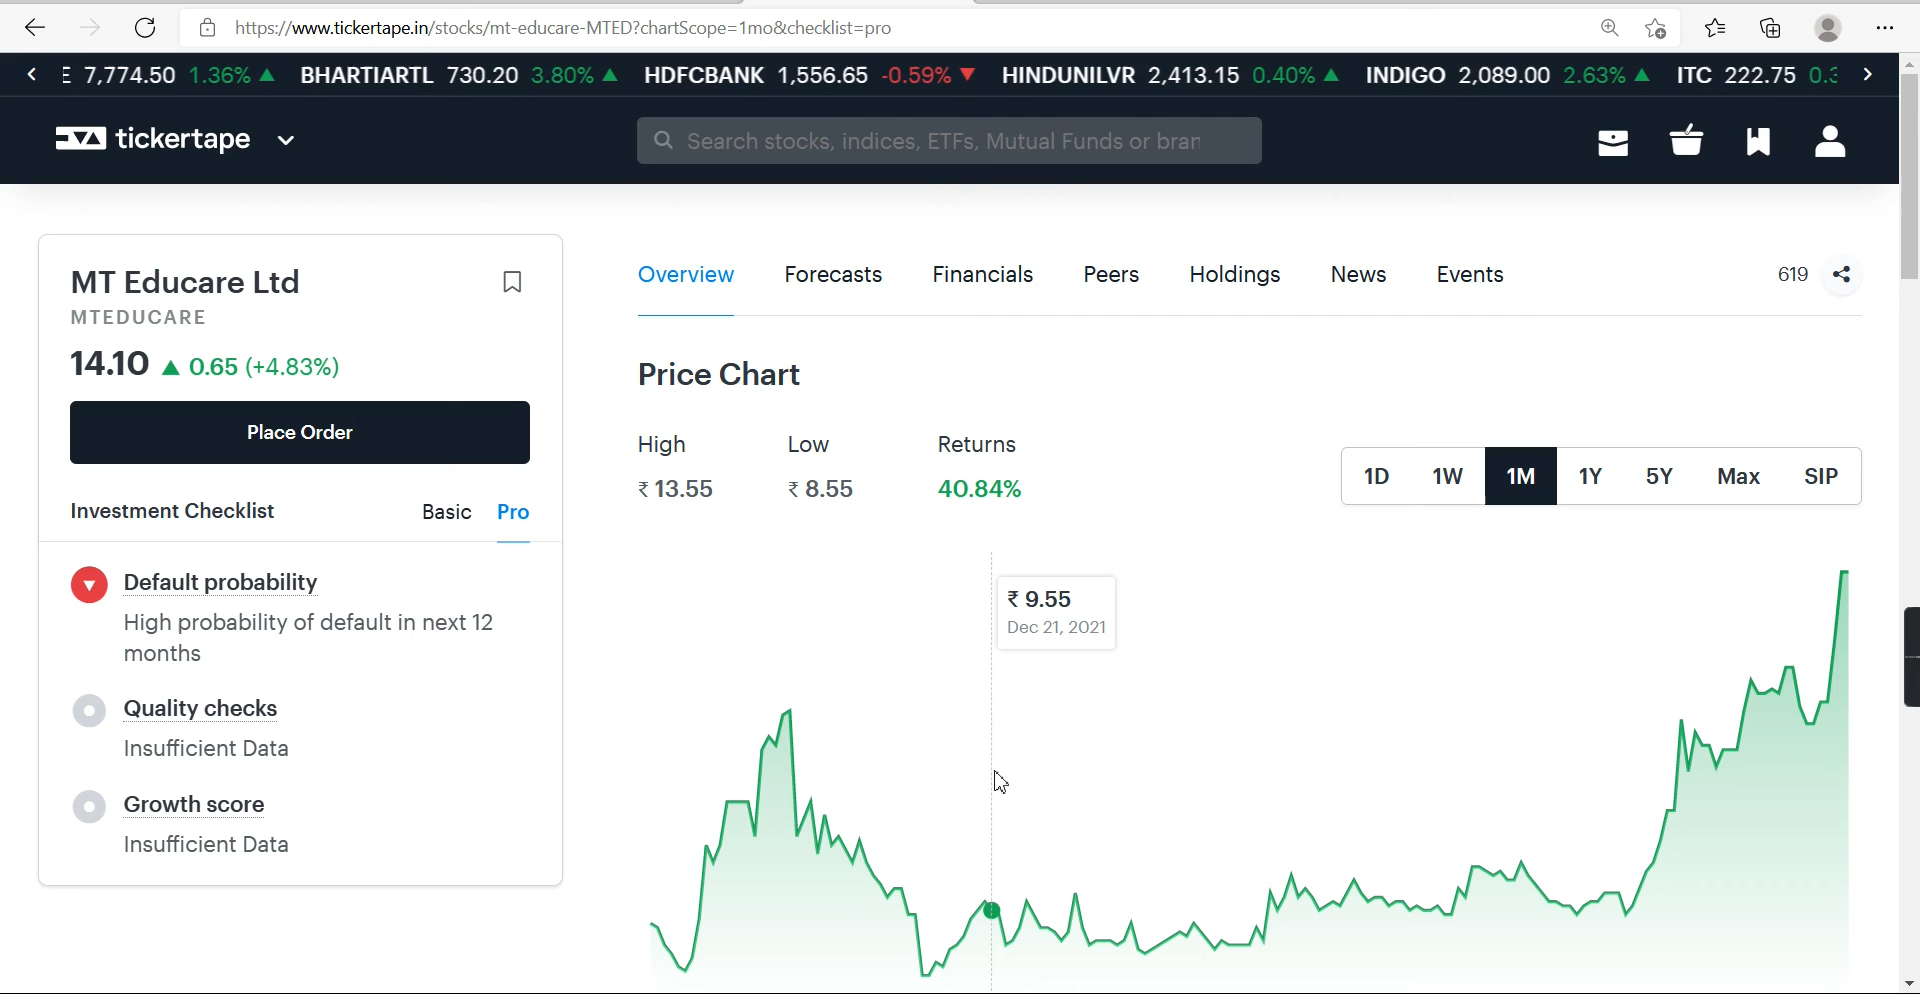 https://www.tickertape.in/stocks/mt-educare-MTED?chartScope=1mo&checklist=pro
E 7,774.50 1.36% ▲ BHARTIARTL 730.20 3.80% ▲ HDFCBANK 1,556.65 -0.59% ▼ HINDUNILVR 2,413.15 0.40% ▲ INDIGO 2,089.00 2.63% ▲ ITC 222.75
tickertape
Search stocks, indices, ETFs, Mutual Funds or bran
MT Educare Ltd
MTEDUCARE
14.10 ▲ 0.65 (+4.83%)
Place Order
Investment Checklist Basic Pro
Default probability
High probability of default in next 12
months
Quality checks
Insufficient Data
Growth score
Insufficient Data
Overview Forecasts Financials Peers Holdings News Events 619
Price Chart
High Low Returns
₹ 13.55 ₹ 8.55 40.84%
1D 1W 1M 1Y 5Y Max SIP
₹ 9.55
Dec 21, 2021